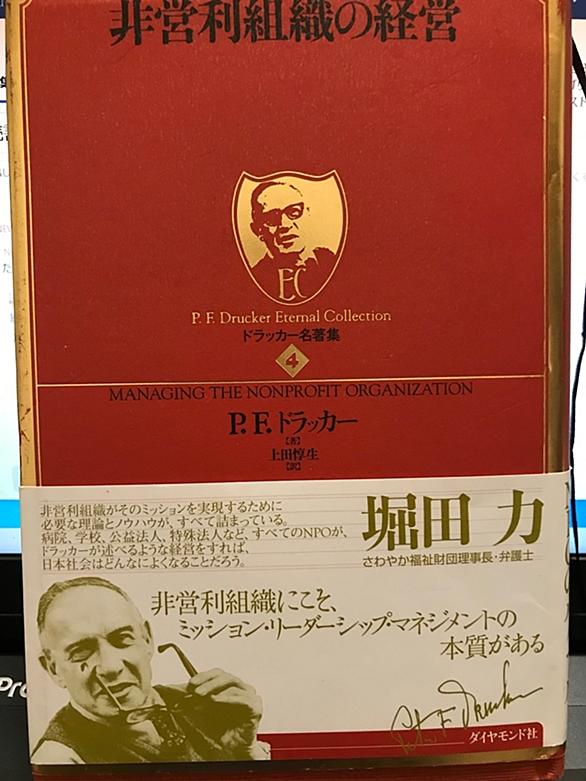 非営利組織の経営
EC
P. F. Drucker Eternal Collection
ドラッカー名著集
4
MANAGING THE NONPROFIT ORGANIZATION
P.F.ドラッカー
[著]
上田惇生
[訳]
非営利組織がそのミッションを実現するために
必要な理論とノウハウが、すべて詰まっている。
病院、学校、公益法人、特殊法人など、すべてのNPOが、
ドラッカーが述べるような経営をすれば、
日本社会はどんなによくなることだろう。
堀田 力
さわやか福祉財団理事長・弁護士
非営利組織にこそ、
ミッション・リーダーシップ・マネジメントの
本質がある
Peter F. Drucker
ダイヤモンド社
Pro